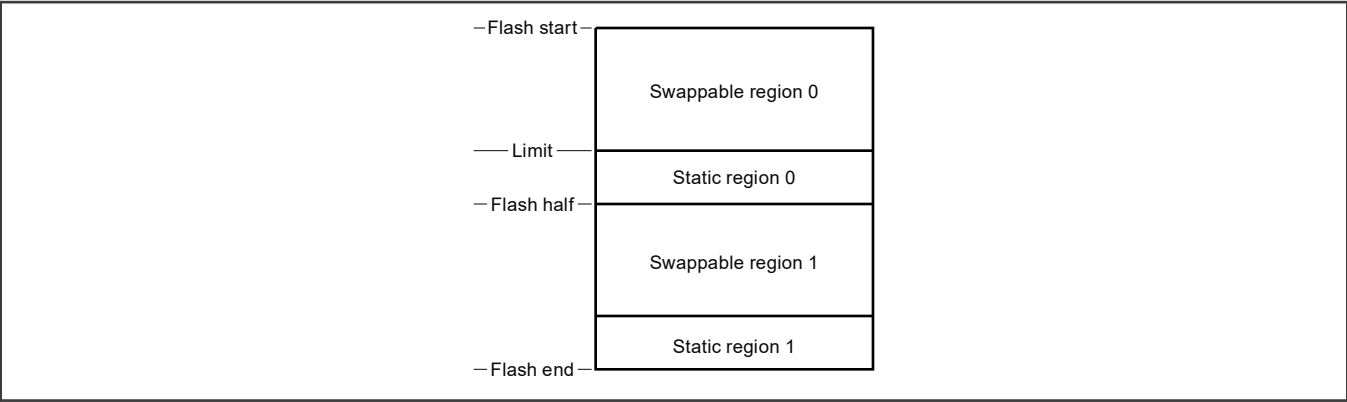 Flash start
Swappable region 0
Limit
Static region 0
Flash half
Swappable region 1
Static region 1
Flash end